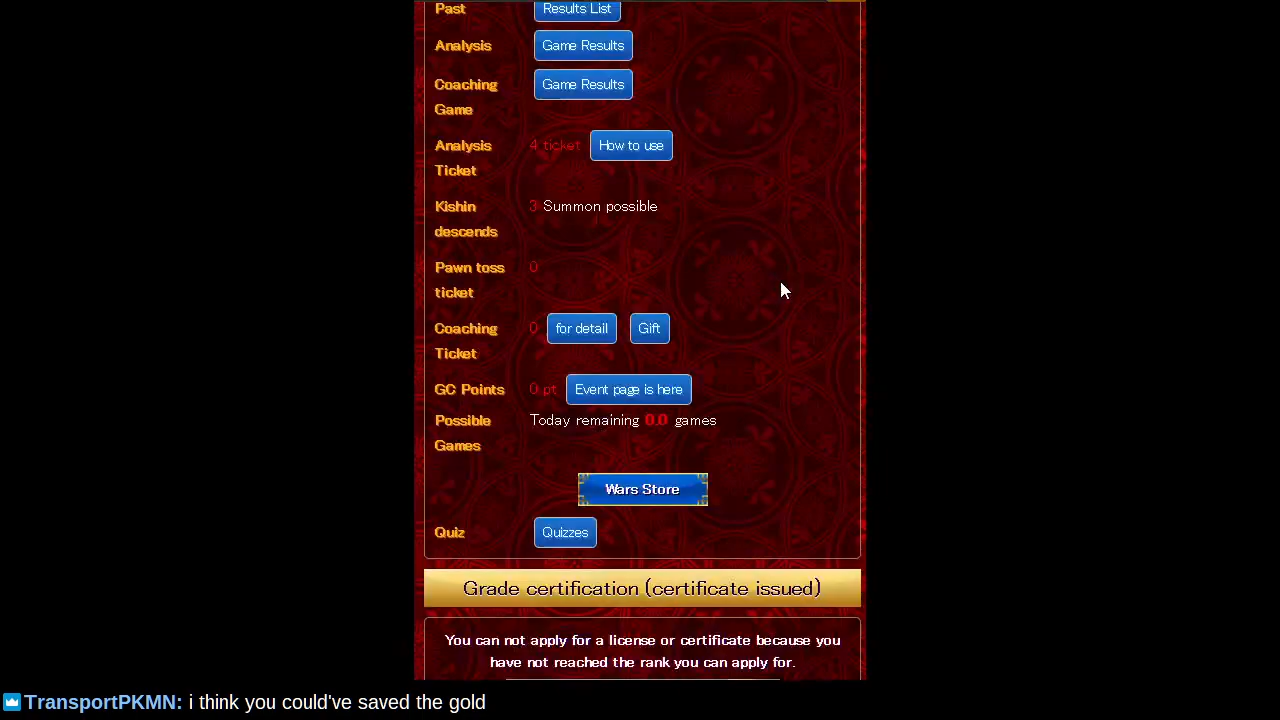 Past Results List
Analysis Game Results
Coaching Game Results
Game
Analysis 4 ticket How to use
Ticket
Kishin 3 Summon possible
descends
Pawn toss 0
ticket
Coaching 0 for detail Gift
Ticket
GC Points 0 pt Event page is here
Possible Today remaining 0.0 games
Games
Wars Store
Quiz Quizzes
Grade certification (certificate issued)
You can not apply for a license or certificate because you
have not reached the rank you can apply for.
TransportPKMN: i think you could've saved the gold